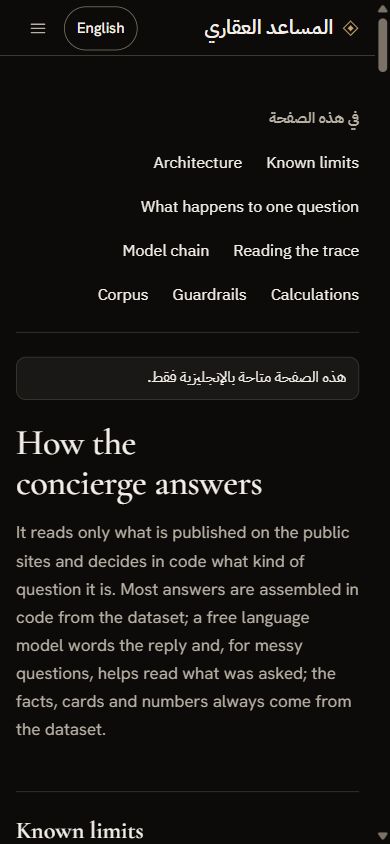 المساعد العقاري
English
في هذه الصفحة
Known limits
Architecture
What happens to one question
Reading the trace
Model chain
Calculations
Guardrails
Corpus
هذه الصفحة متاحة بالإنجليزية فقط.
How the
concierge answers
It reads only what is published on the public
sites and decides in code what kind of
question it is. Most answers are assembled in
code from the dataset; a free language
model words the reply and, for messy
questions, helps read what was asked; the
facts, cards and numbers always come from
the dataset.
Known limits